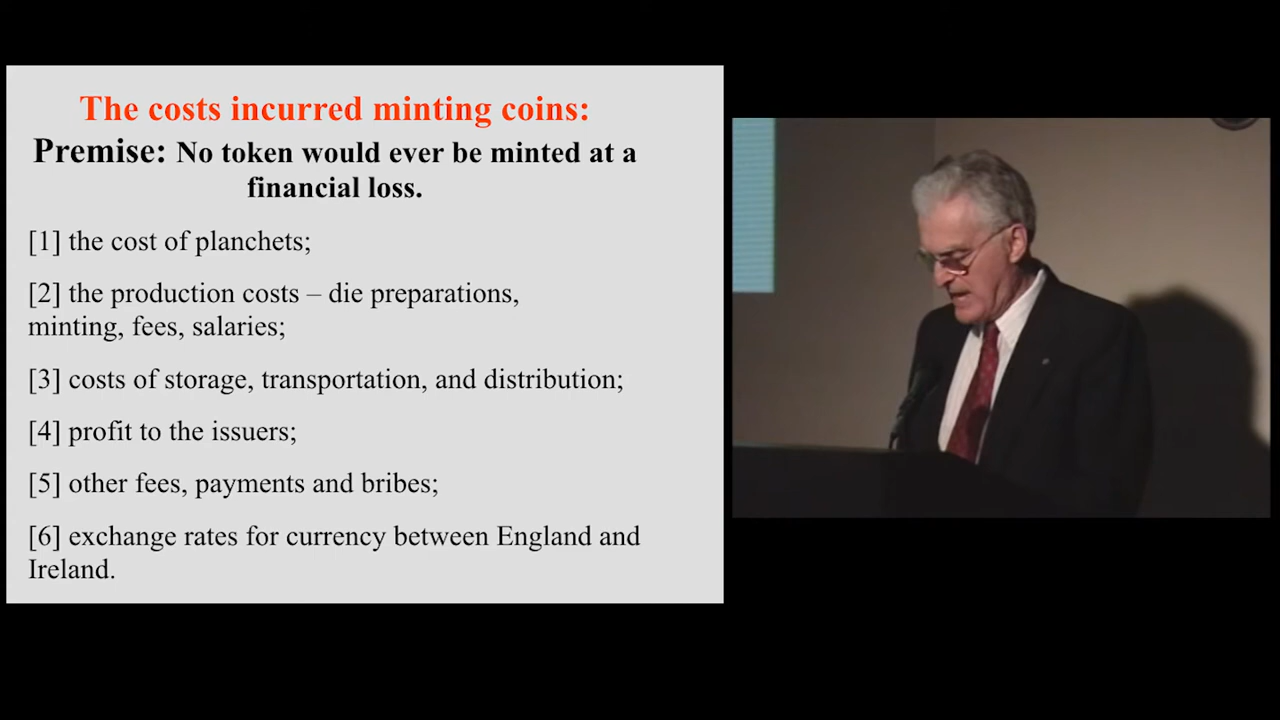 The costs incurred minting coins:
Premise: No token would ever be minted at a
financial loss.
[1] the cost of planchets;
[2] the production costs – die preparations,
minting, fees, salaries;
[3] costs of storage, transportation, and distribution;
[4] profit to the issuers;
[5] other fees, payments and bribes;
[6] exchange rates for currency between England and
Ireland.